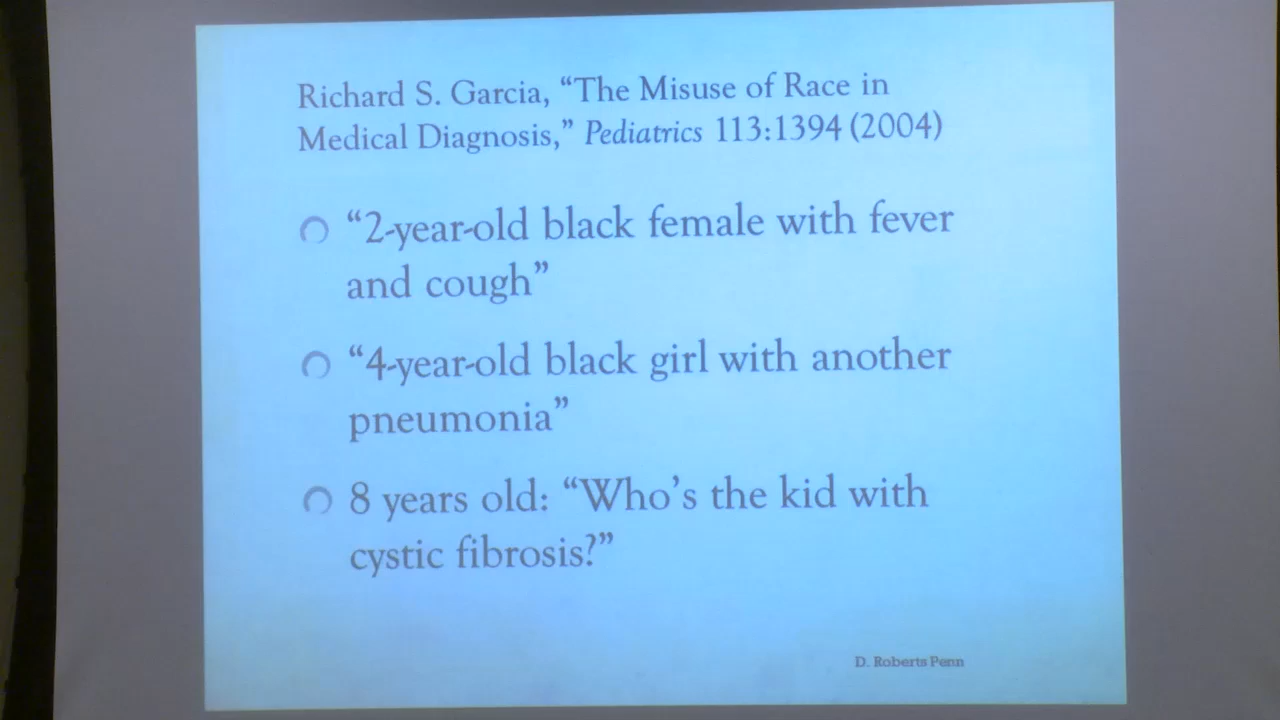 Richard S. Garcia, “The Misuse of Race in
Medical Diagnosis,” Pediatrics 113:1394 (2004)
“2-year-old black female with fever
and cough”
“4-year-old black girl with another
pneumonia”
8 years old: “Who’s the kid with
cystic fibrosis?”
D. Roberts Penn